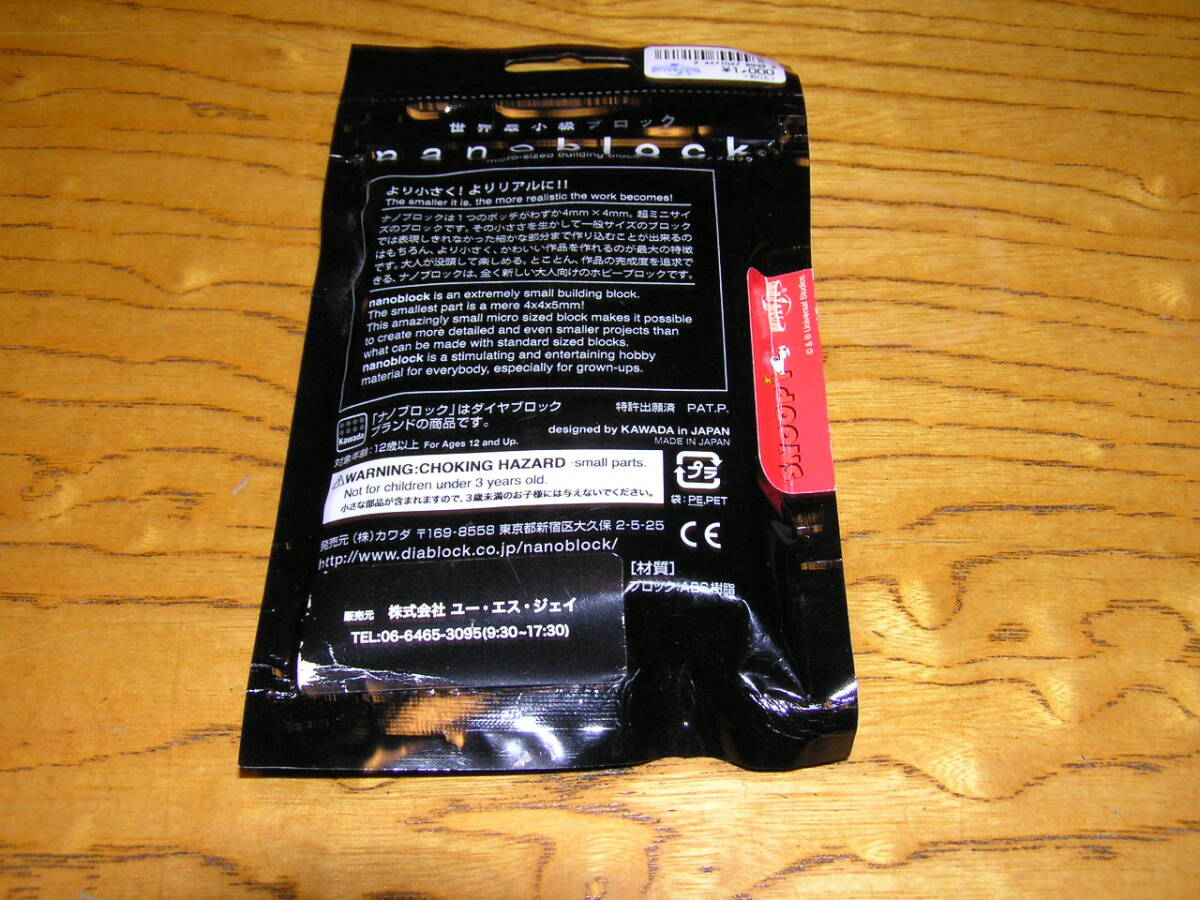 ¥1,000
世界最小級ブロック
nanoblock
micro-sized building block
より小さく！よりリアルに!!
The smaller it is, the more realistic the work becomes!
ナノブロックは1つのポッチがわずか4mm×4mm。超ミニサイ
ズのブロックです。その小ささを生かして一般サイズのブロック
では表現しきれなかった細かな部分まで作り込むことが出来るの
はもちろん、より小さく、かわいい作品を作れるのが最大の特徴
です。大人が没頭して楽しめる。とことん、作品の完成度を追求で
きる、ナノブロックは、全く新しい大人向けのホビーブロックです。
nanoblock is an extremely small building block.
The smallest part is a mere 4x4x5mm!
This amazingly small micro sized block makes it possible
to create more detailed and even smaller projects than
what can be made with standard sized blocks.
nanoblock is a stimulating and entertaining hobby
material for everybody, especially for grown-ups.
Kawada
「ナノブロック」はダイヤブロック
ブランドの商品です。
特許出願済 PAT.P.
designed by KAWADA in JAPAN
MADE IN JAPAN
対象年齢：12歳以上 For Ages 12 and Up.
⚠WARNING:CHOKING HAZARD -small parts.
Not for children under 3 years old.
小さな部品が含まれますので、3歳未満のお子様には与えないでください。
プラ
袋：PE,PET
発売元 （株）カワダ 〒169-8558 東京都新宿区大久保 2-5-25
http://www.diablock.co.jp/nanoblock/
CE
［材質］
ブロック：ABS樹脂
販売元 株式会社 ユー・エス・ジェイ
TEL:06-6465-3095(9:30~17:30)
SNOOPY
© & ® Universal Studios.